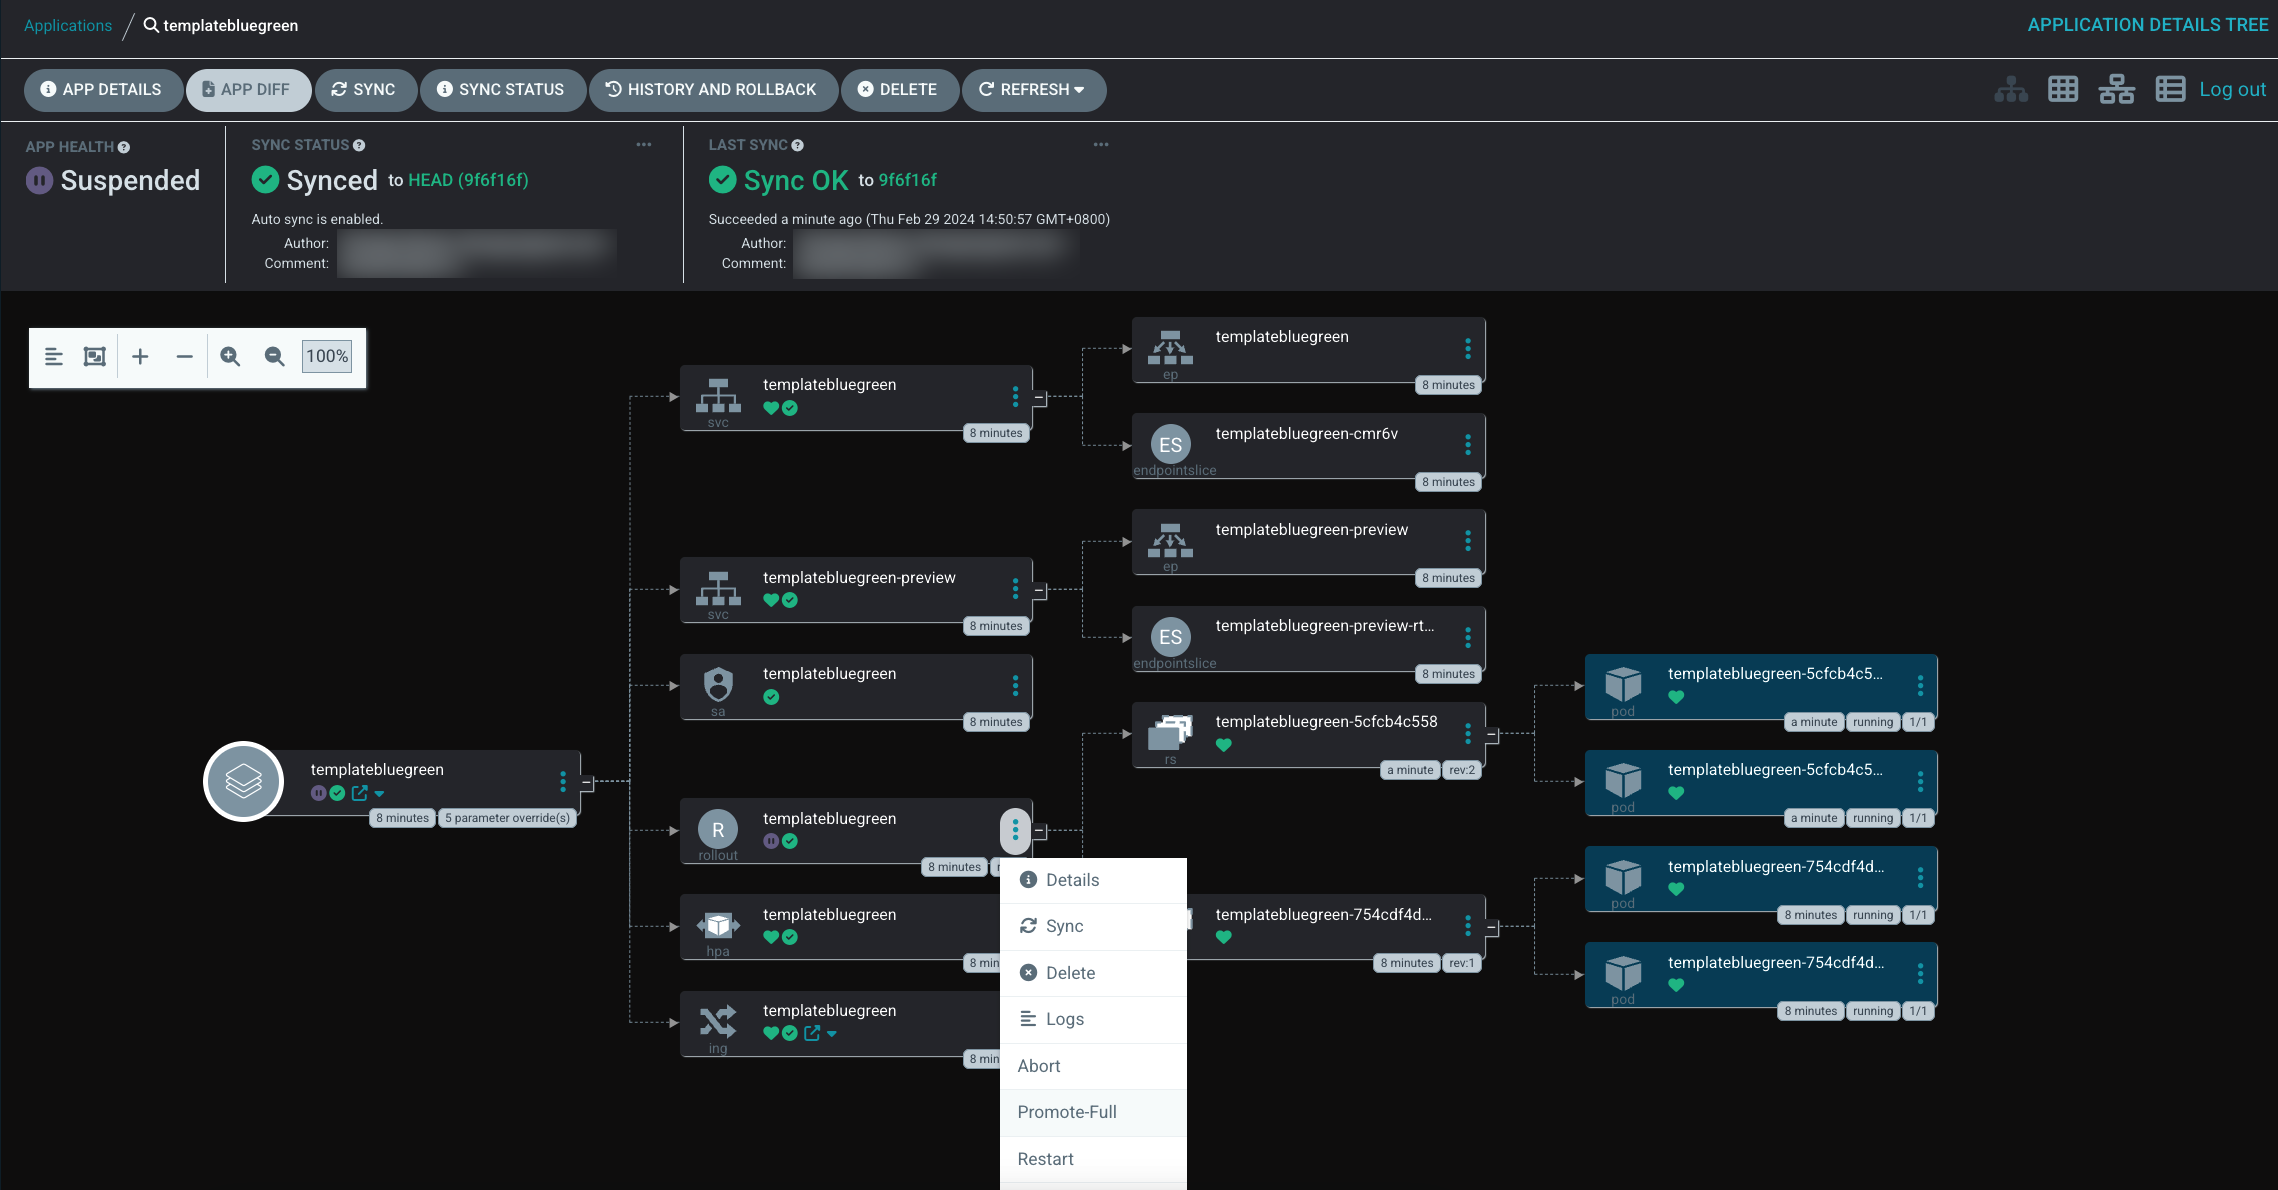 Applications / templatebluegreen
APPLICATION DETAILS TREE
APP DETAILS
APP DIFF
SYNC
SYNC STATUS
HISTORY AND ROLLBACK
DELETE
REFRESH
Log out
APP HEALTH
Suspended
SYNC STATUS
Synced to HEAD (9f6f16f)
Auto sync is enabled.
Author:
Comment:
LAST SYNC
Sync OK to 9f6f16f
Succeeded a minute ago (Thu Feb 29 2024 14:50:57 GMT+0800)
Author:
Comment:
100%
templatebluegreen
8 minutes
5 parameter override(s)
templatebluegreen
svc
8 minutes
templatebluegreen-preview
svc
8 minutes
templatebluegreen
sa
8 minutes
R
templatebluegreen
rollout
8 minutes
templatebluegreen
hpa
8 min
templatebluegreen
ing
8 min
Details
Sync
Delete
Logs
Abort
Promote-Full
Restart
templatebluegreen
ep
8 minutes
ES
templatebluegreen-cmr6v
endpointslice
8 minutes
templatebluegreen-preview
ep
8 minutes
ES
templatebluegreen-preview-rt...
endpointslice
8 minutes
templatebluegreen-5cfcb4c558
rs
a minute
rev:2
templatebluegreen-754cdf4d...
8 minutes
rev:1
templatebluegreen-5cfcb4c5...
pod
a minute
running
1/1
templatebluegreen-5cfcb4c5...
pod
a minute
running
1/1
templatebluegreen-754cdf4d...
pod
8 minutes
running
1/1
templatebluegreen-754cdf4d...
pod
8 minutes
running
1/1